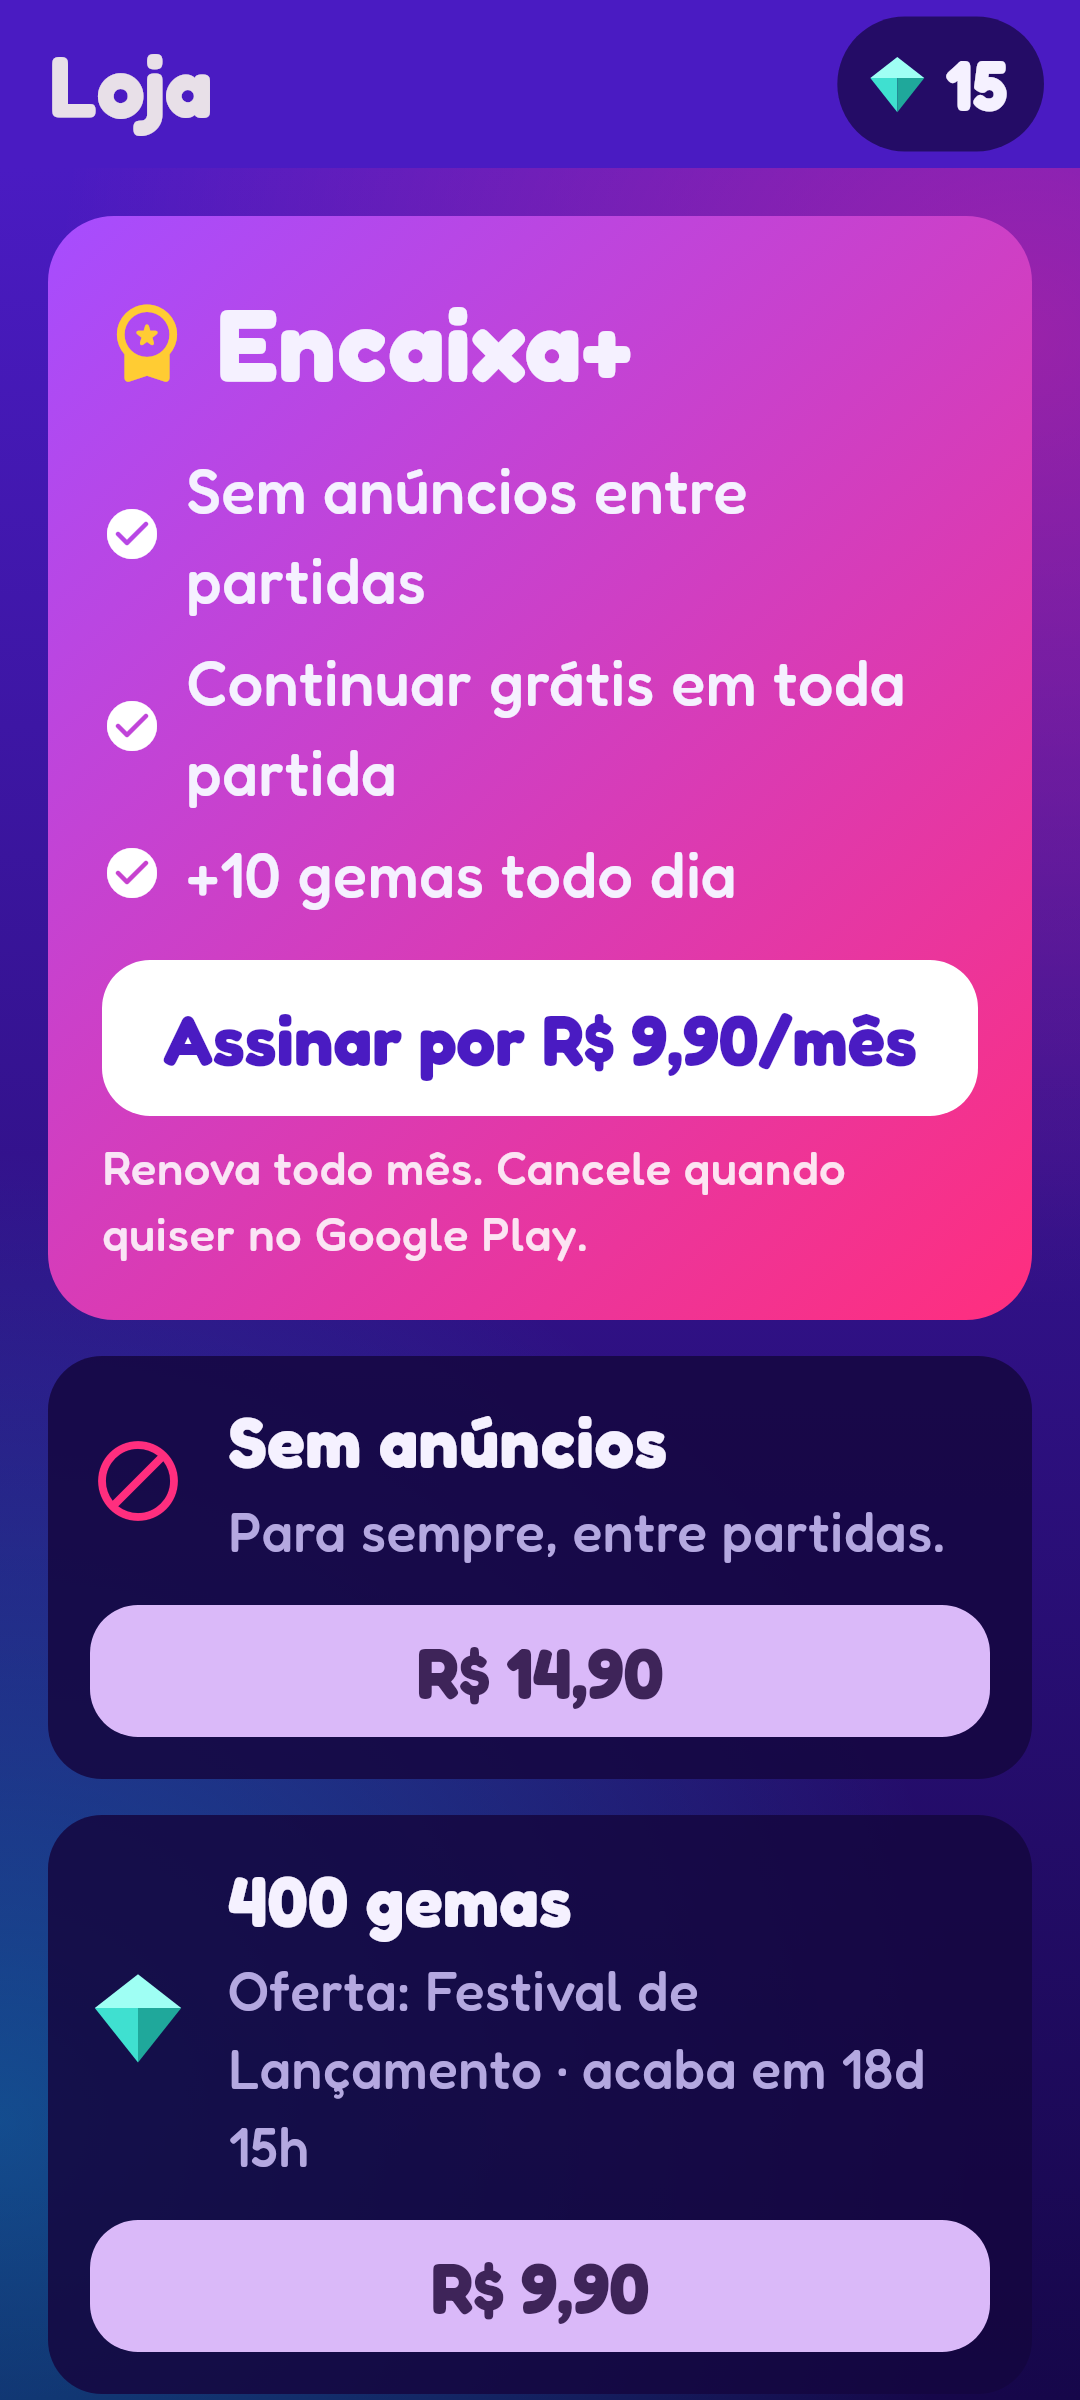 Loja
15
Encaixa+
Sem anúncios entre
partidas
Continuar grátis em toda
partida
+10 gemas todo dia
Assinar por R$ 9,90/mês
Renova todo mês. Cancele quando
quiser no Google Play.
Sem anúncios
Para sempre, entre partidas.
R$ 14,90
400 gemas
Oferta: Festival de
Lançamento · acaba em 18d
15h
R$ 9,90